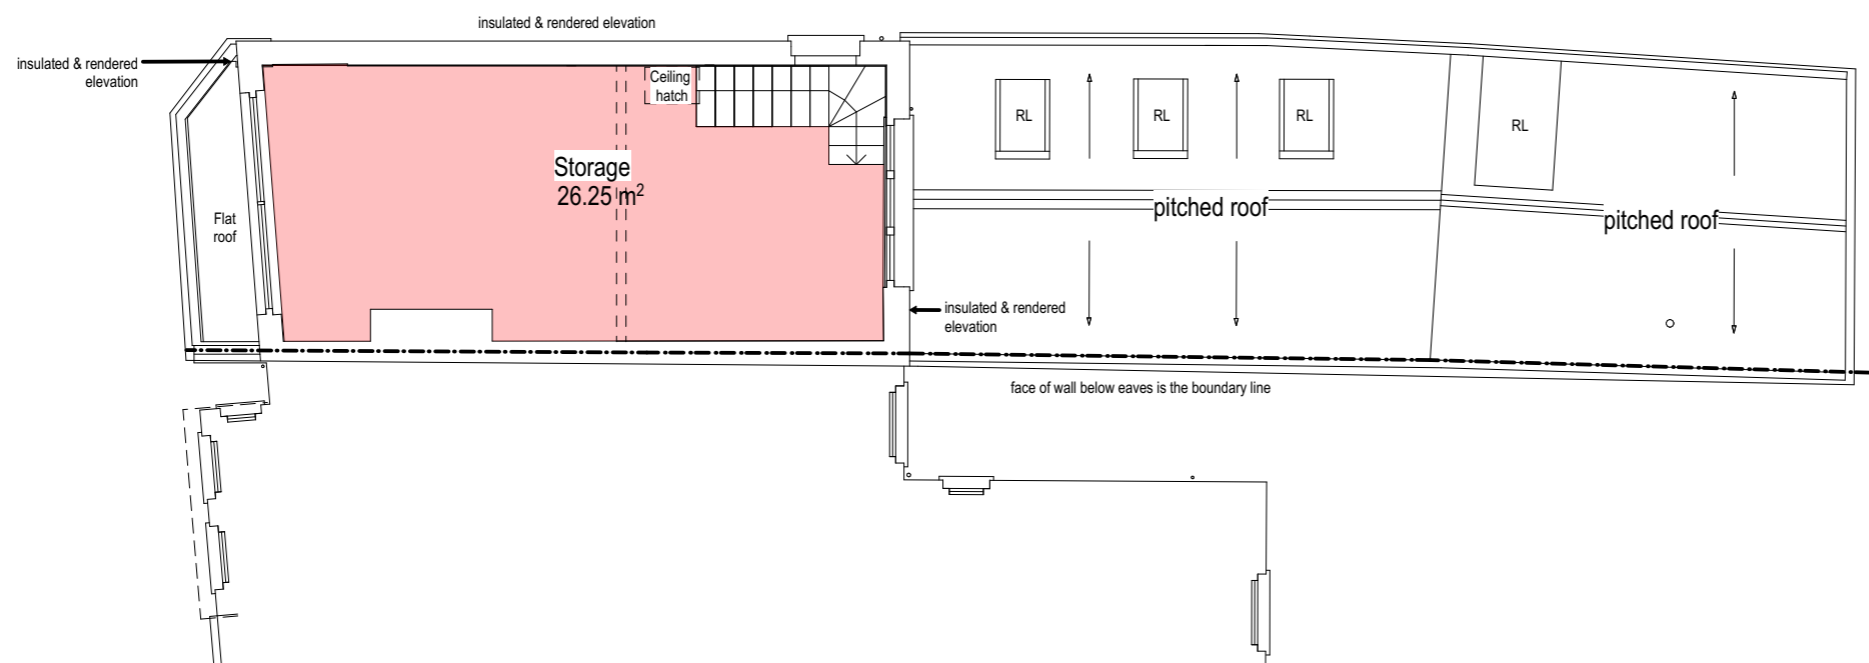 insulated & rendered elevation
insulated & rendered
elevation
Ceiling
hatch
RL
RL
RL
RL
Storage
26.25 m²
Flat
roof
pitched roof
pitched roof
insulated & rendered
elevation
face of wall below eaves is the boundary line